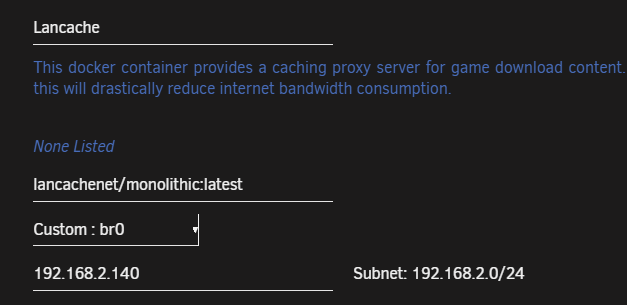 Lancache
This docker container provides a caching proxy server for game download content.
this will drastically reduce internet bandwidth consumption.
None Listed
lancachenet/monolithic:latest
Custom : br0
192.168.2.140 Subnet: 192.168.2.0/24